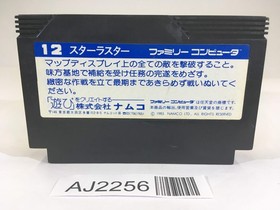 12 スターラスター ファミリー コンピュータ
マップディスプレイ上の全ての敵を撃破すること。
味方基地で補給を受け任務の完遂をめざす。
緻密な作戦を立て最期まであきらめず戦いぬいてください。
「遊び」をクリエイトする 株式会社 ナムコ
ファミリー コンピュータ
AJ2256